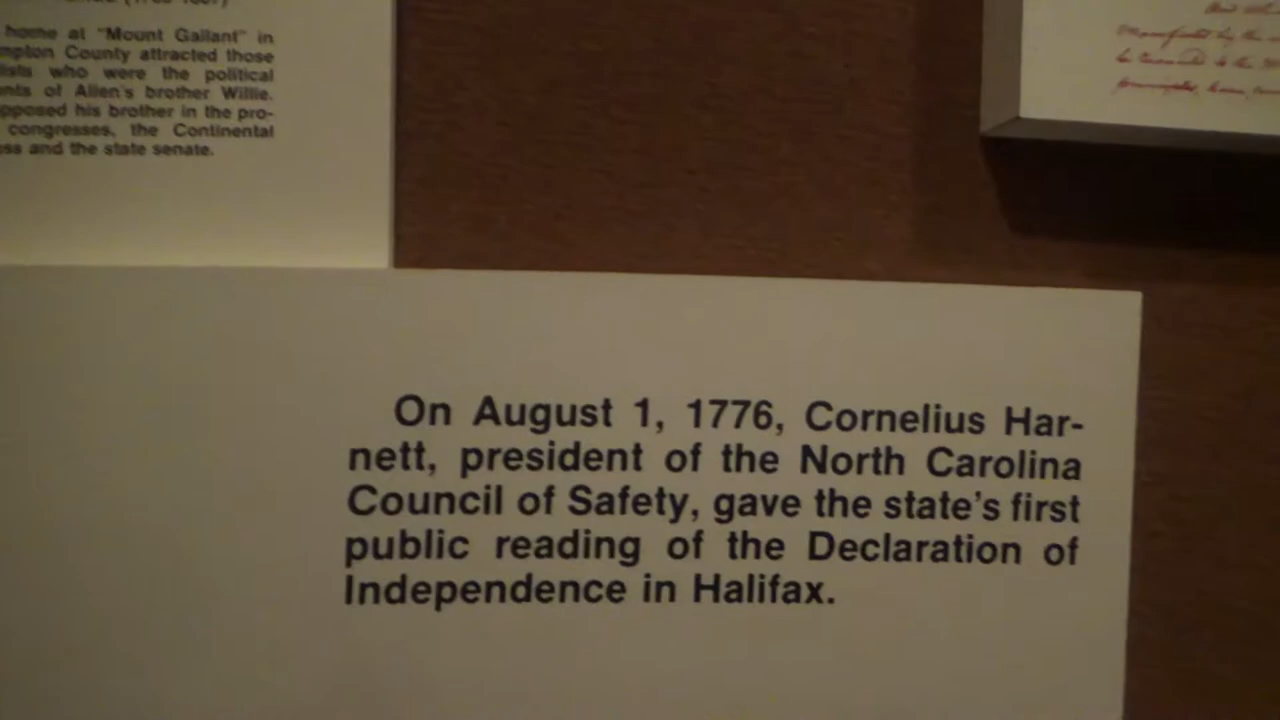 home at "Mount Gallant" in
County attracted those
who were the political
of Allen's brother Willie.
his brother in the pro-
congresses, the Continental
and the state senate.
On August 1, 1776, Cornelius Har-
nett, president of the North Carolina
Council of Safety, gave the state's first
public reading of the Declaration of
Independence in Halifax.